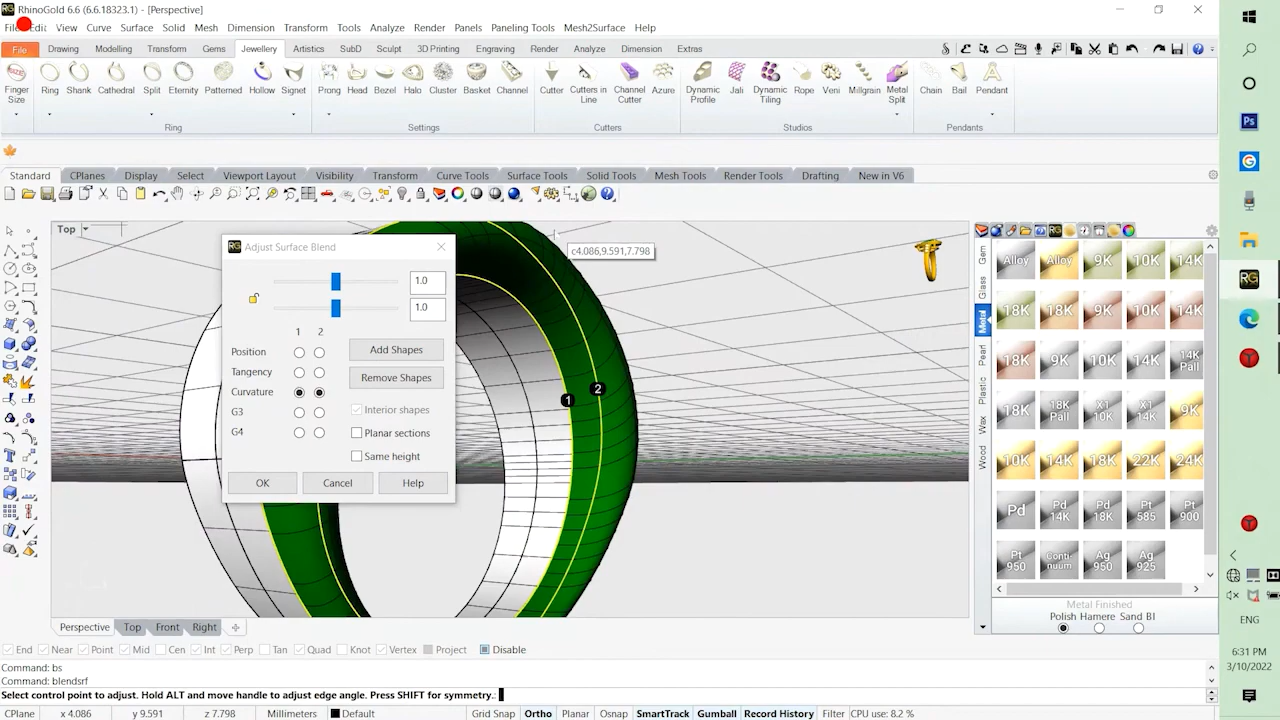 RhinoGold 6.6 (6.6.18323.1) - [Perspective]
File Edit View Curve Surface Solid Mesh Dimension Transform Tools Analyze Render Panels Paneling Tools Mesh2Surface Help
File Drawing Modelling Transform Gems Jewellery Artistics SubD Sculpt 3D Printing Engraving Render Analyze Dimension Extras
Finger Size Ring Shank Cathedral Split Eternity Patterned Hollow Signet Prong Head Bezel Halo Cluster Basket Channel Cutter Cutters in Line Channel Cutter Azure Dynamic Profile Jali Dynamic Tiling Rope Veni Millgrain Metal Split Chain Bail Pendant
Ring Settings Cutters Studios Pendants
Standard CPlanes Display Select Viewport Layout Visibility Transform Curve Tools Surface Tools Solid Tools Mesh Tools Render Tools Drafting New in V6
Top
c4.086,9.591,7.798
Adjust Surface Blend
1.0
1.0
1 2
Position
Tangency
Curvature
G3
G4
Add Shapes
Remove Shapes
Interior shapes
Planar sections
Same height
OK Cancel Help
1 2
Gem
Glass
Metal
Pearl
Plastic
Wax
Wood
Alloy Alloy 9K 10K 14K
18K 18K 9K 10K 14K
18K 9K 10K 14K 14K Pall
18K 18K Pall X1 10K X1 14K 9K
10K 14K 18K 22K 24K
Pd Pd 14K Pd 18K Pt 585 Pt 900
Pt 950 Conti- nuum Ag 950 Ag 925
Metal Finished
Polish Hamere Sand Bl
Perspective Top Front Right
End Near Point Mid Cen Int Perp Tan Quad Knot Vertex Project Disable
Command: bs
Command: blendsrf
Select control point to adjust. Hold ALT and move handle to adjust edge angle. Press SHIFT for symmetry.:
CPlane x 4.086 y 9.591 z 7.798 Millimeters Default Grid Snap Ortho Planar Osnap SmartTrack Gumball Record History Filter CPU use: 8.2 %
Ps
RG
ENG
6:31 PM
3/10/2022